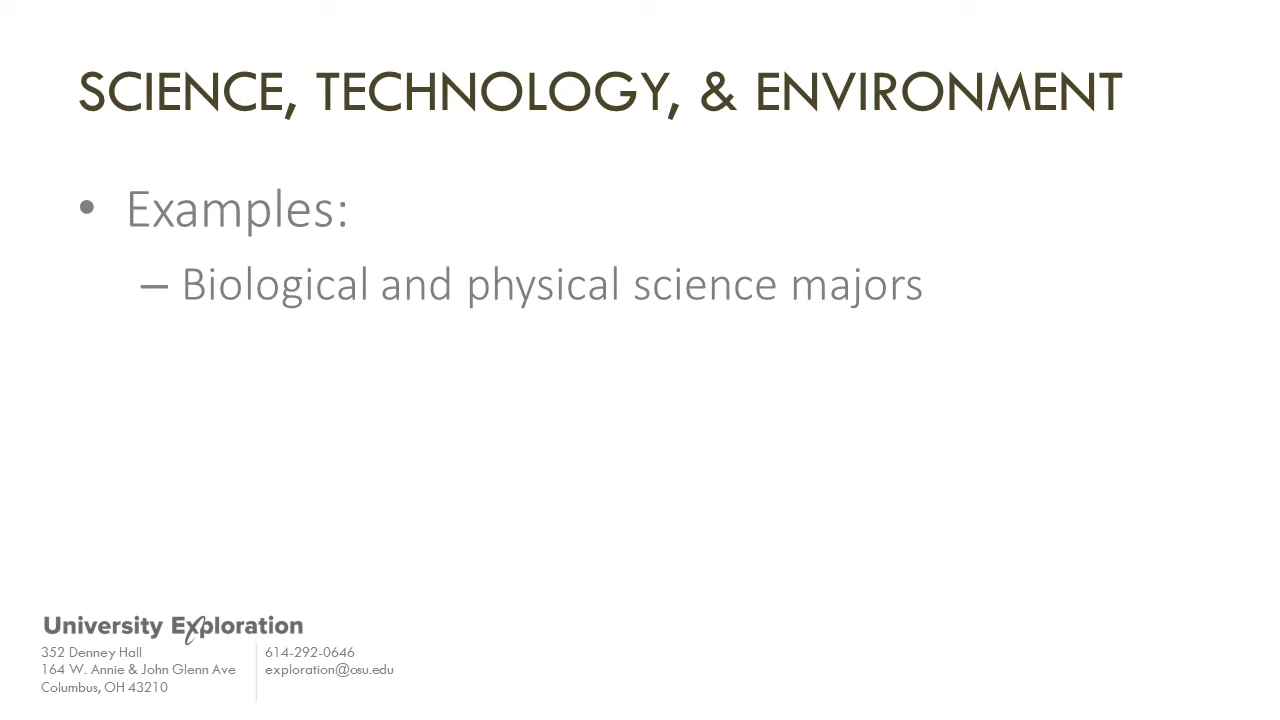 SCIENCE, TECHNOLOGY, & ENVIRONMENT
• Examples:
– Biological and physical science majors
University Exploration
352 Denney Hall
164 W. Annie & John Glenn Ave
Columbus, OH 43210
614-292-0646
exploration@osu.edu